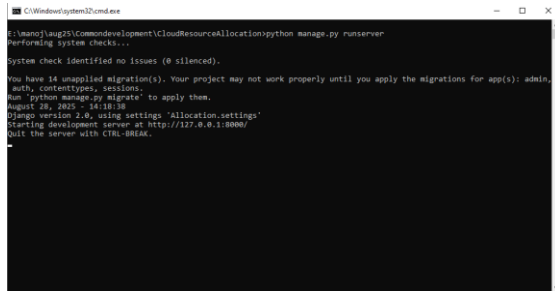 C:\Windows\system32\cmd.exe
E:\manoj\aug25\Commondevelopment\CloudResourceAllocation>python manage.py runserver
Performing system checks...
System check identified no issues (0 silenced).
You have 14 unapplied migration(s). Your project may not work properly until you apply the migrations for app(s): admin,
auth, contenttypes, sessions.
Run 'python manage.py migrate' to apply them.
August 28, 2025 - 14:18:38
Django version 2.0, using settings 'Allocation.settings'
Starting development server at http://127.0.0.1:8000/
Quit the server with CTRL-BREAK.